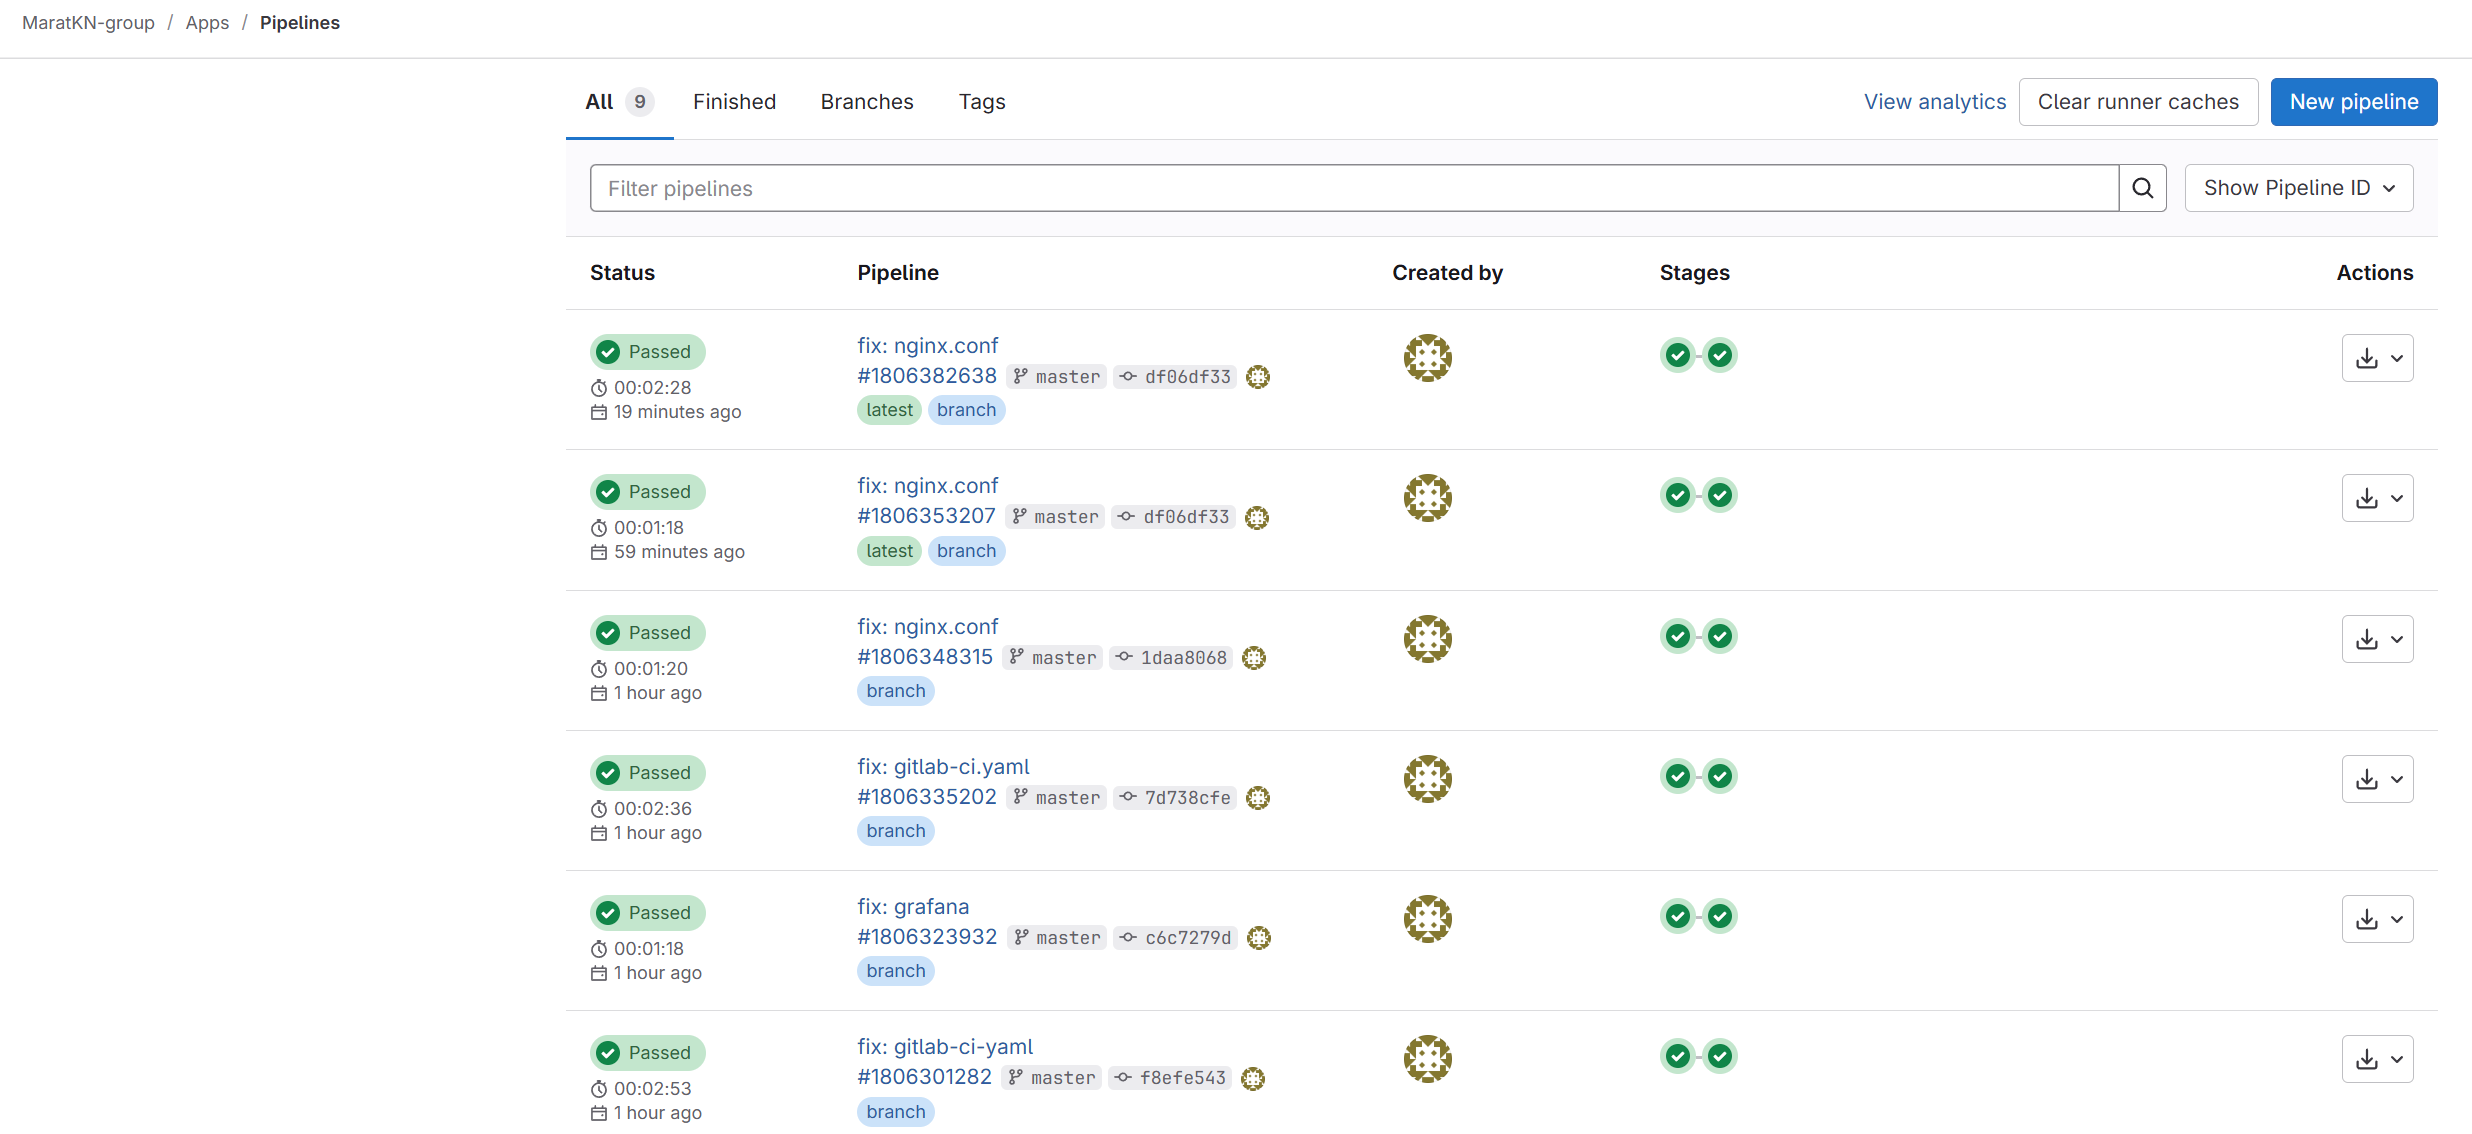 MaratKN-group / Apps / Pipelines
All 9 Finished Branches Tags View analytics Clear runner caches New pipeline
Filter pipelines Show Pipeline ID
Status Pipeline Created by Stages Actions
Passed fix: nginx.conf
00:02:28 #1806382638 master df06df33
19 minutes ago latest branch
Passed fix: nginx.conf
00:01:18 #1806353207 master df06df33
59 minutes ago latest branch
Passed fix: nginx.conf
00:01:20 #1806348315 master 1daa8068
1 hour ago branch
Passed fix: gitlab-ci.yaml
00:02:36 #1806335202 master 7d738cfe
1 hour ago branch
Passed fix: grafana
00:01:18 #1806323932 master c6c7279d
1 hour ago branch
Passed fix: gitlab-ci-yaml
00:02:53 #1806301282 master f8efe543
1 hour ago branch